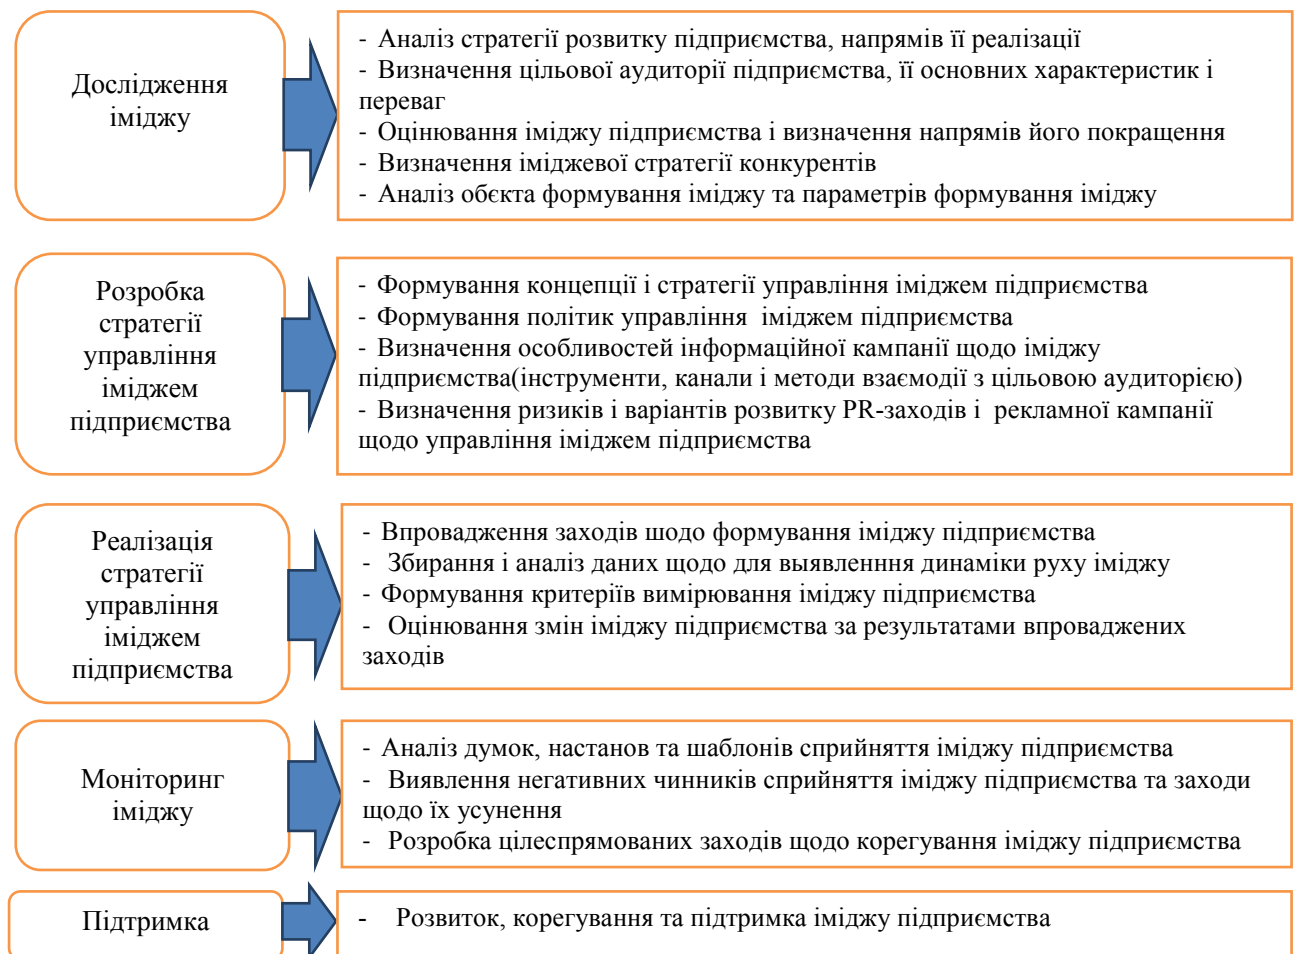 Дослідження
іміджу
- Аналіз стратегії розвитку підприємства, напрямів її реалізації
- Визначення цільової аудиторії підприємства, її основних характеристик і
переваг
- Оцінювання іміджу підприємства і визначення напрямів його покращення
- Визначення іміджевої стратегії конкурентів
- Аналіз обєкта формування іміджу та параметрів формування іміджу
Розробка
стратегії
управління
іміджем
підприємства
- Формування концепції і стратегії управління іміджем підприємства
- Формування політик управління іміджем підприємства
- Визначення особливостей інформаційної кампанії щодо іміджу
підприємства(інструменти, канали і методи взаємодії з цільовою аудиторією)
- Визначення ризиків і варіантів розвитку PR-заходів і рекламної кампанії
щодо управління іміджем підприємства
Реалізація
стратегії
управління
іміджем
підприємства
- Впровадження заходів шодо формування іміджу підприємства
- Збирання і аналіз даних щодо для выявленння динаміки руху іміджу
- Формування критеріїв вимірювання іміджу підприємства
- Оцінювання змін іміджу підприємства за результатами впроваджених
заходів
Моніторинг
іміджу
- Аналіз думок, настанов та шаблонів сприйняття іміджу підприємства
- Виявлення негативних чинників сприйняття іміджу підприємства та заходи
щодо їх усунення
- Розробка цілеспрямованих заходів щодо корегування іміджу підприємства
Підтримка
- Розвиток, корегування та підтримка іміджу підприємства